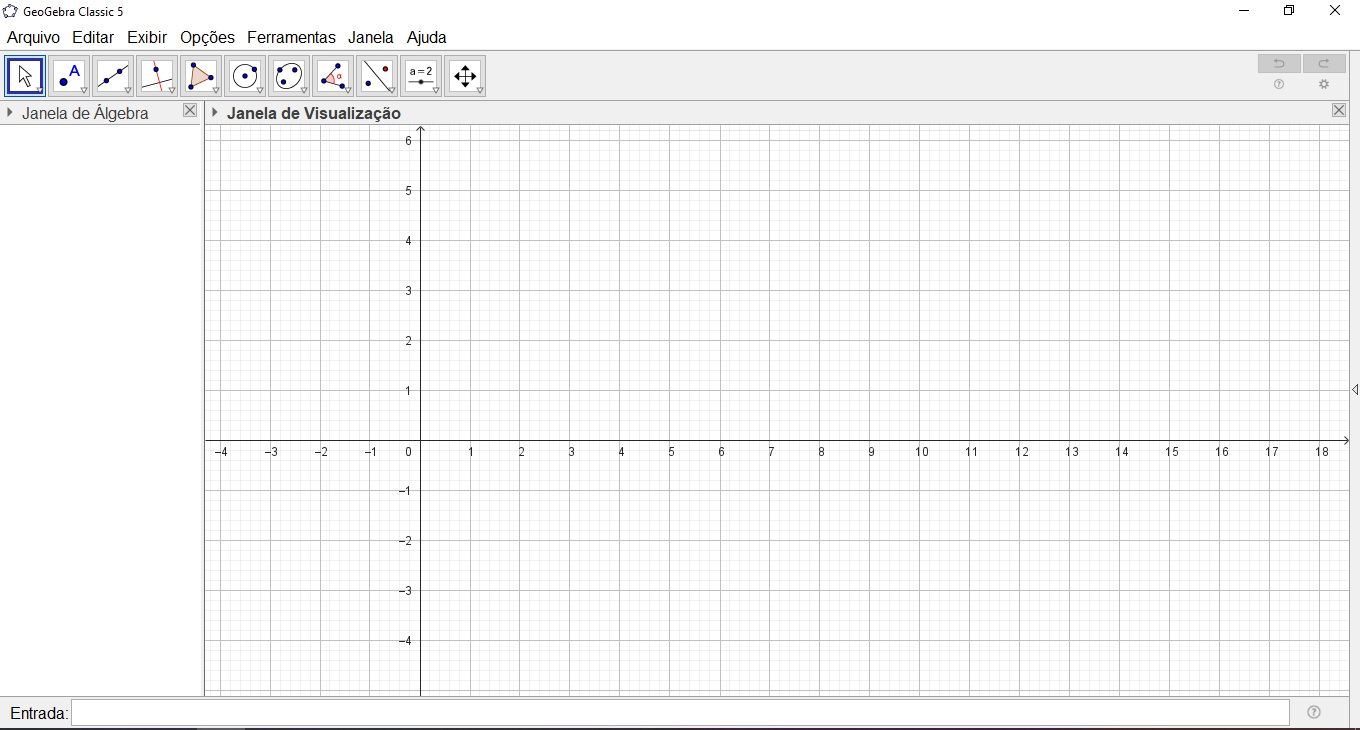 GeoGebra Classic 5
Arquivo Editar Exibir Opções Ferramentas Janela Ajuda
A α a=2
Janela de Álgebra Janela de Visualização
6
5
4
3
2
1
−4 −3 −2 −1 0 1 2 3 4 5 6 7 8 9 10 11 12 13 14 15 16 17 18
−1
−2
−3
−4
Entrada: ?